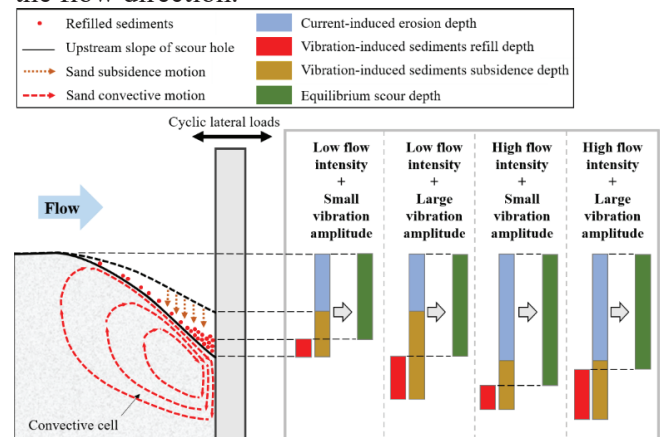 the flow direction.
Refilled sediments
Upstream slope of scour hole
Sand subsidence motion
Sand convective motion
Current-induced erosion depth
Vibration-induced sediments refill depth
Vibration-induced sediments subsidence depth
Equilibrium scour depth
Cyclic lateral loads
Flow
Convective cell
Low flow
intensity
+
Small
vibration
amplitude
Low flow
intensity
+
Large
vibration
amplitude
High flow
intensity
+
Small
vibration
amplitude
High flow
intensity
+
Large
vibration
amplitude